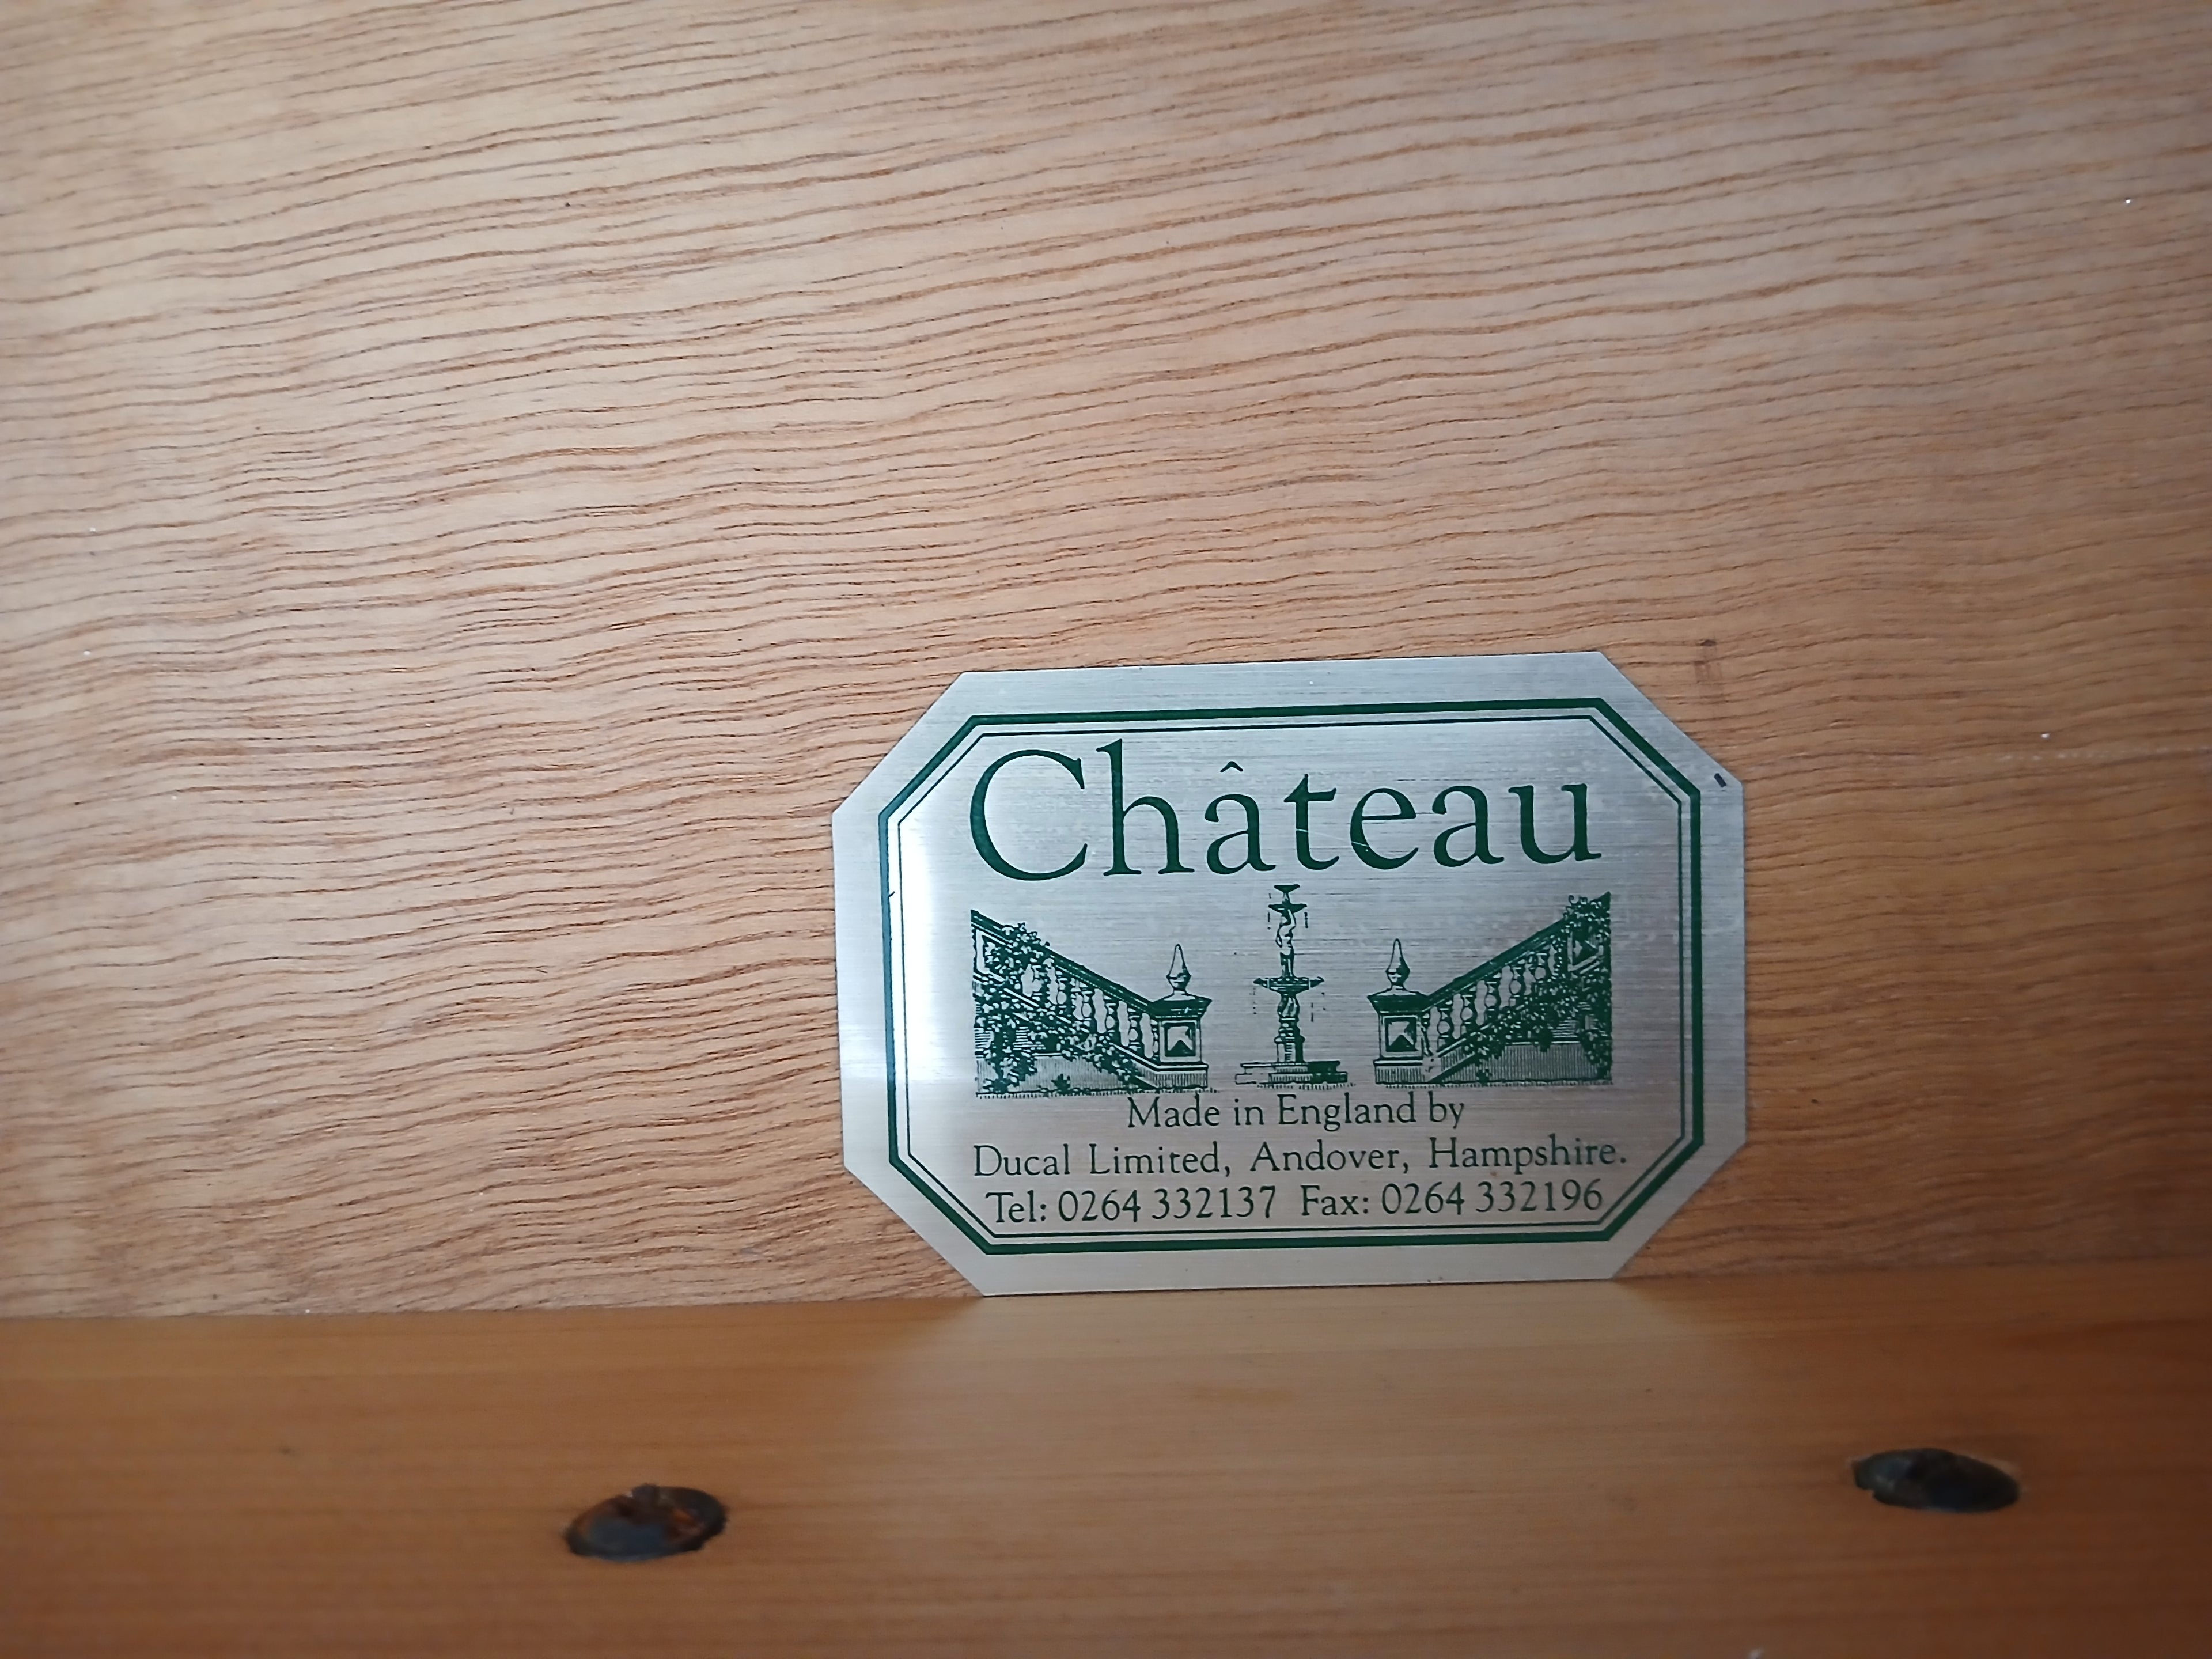 Château
Made in England by
Ducal Limited, Andover, Hampshire.
Tel: 0264 332137 Fax: 0264 332196